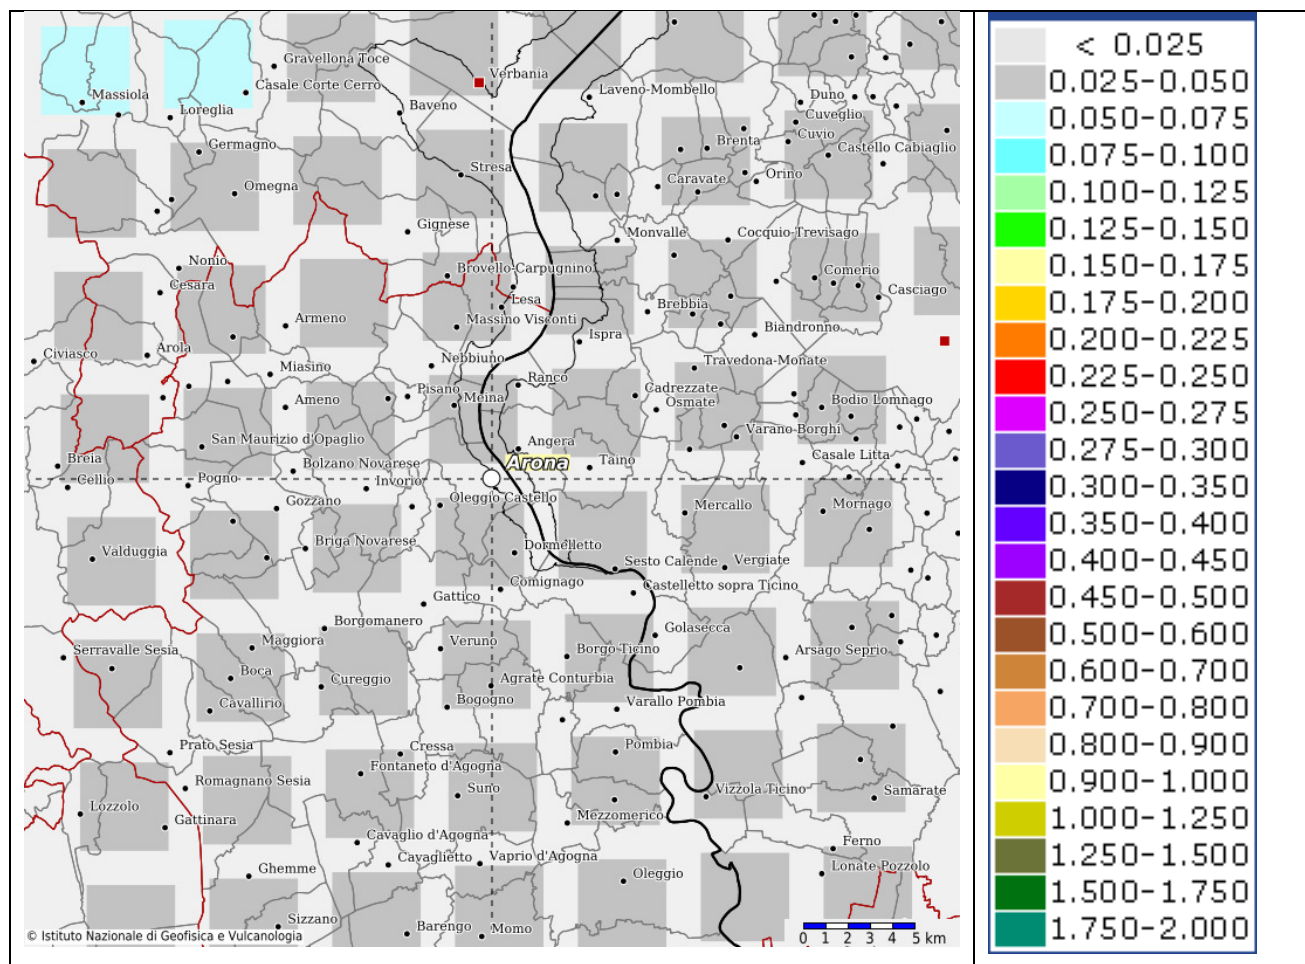 Gravellona Toce
Verbania
Massiola
Casale Corte Cerro
Loreglia
Baveno
Laveno-Mombello
Duno
Cuveglio
Germagno
Brenta
Cuvio
Castello Cabiaglio
Stresa
Omegna
Caravate
Orino
Gignese
Monvalle
Cocquio-Trevisago
Nonio
Brovello-Carpugnino
Comerio
Cesara
Lesa
Casciago
Armeno
Massino Visconti
Brebbia
Biandronno
Civiasco
Arola
Ispra
Nebbiuno
Travedona-Monate
Miasino
Ranco
Pisano
Cadrezzate
Ameno
Meina
Osmate
Bodio Lomnago
San Maurizio d'Opaglio
Angera
Varano-Borghi
Breia
Bolzano Novarese
Arona
Taino
Casale Litta
Cellio
Pogno
Invorio
Gozzano
Oleggio Castello
Mercallo
Mornago
Valduggia
Briga Novarese
Dormelletto
Sesto Calende
Vergiate
Comignago
Castelletto sopra Ticino
Gattico
Borgomanero
Golasecca
Serravalle Sesia
Maggiora
Veruno
Borgo Ticino
Arsago Seprio
Boca
Cureggio
Agrate Conturbia
Cavallirio
Bogogno
Varallo Pombia
Prato Sesia
Cressa
Pombia
Romagnano Sesia
Fontaneto d'Agogna
Suno
Vizzola Ticino
Samarate
Lozzolo
Gattinara
Mezzomerico
Cavaglio d'Agogna
Ferno
Ghemme
Cavaglietto
Vaprio d'Agogna
Oleggio
Lonate Pozzolo
Sizzano
Barengo
Momo
© Istituto Nazionale di Geofisica e Vulcanologia
0 1 2 3 4 5 km
< 0.025
0.025-0.050
0.050-0.075
0.075-0.100
0.100-0.125
0.125-0.150
0.150-0.175
0.175-0.200
0.200-0.225
0.225-0.250
0.250-0.275
0.275-0.300
0.300-0.350
0.350-0.400
0.400-0.450
0.450-0.500
0.500-0.600
0.600-0.700
0.700-0.800
0.800-0.900
0.900-1.000
1.000-1.250
1.250-1.500
1.500-1.750
1.750-2.000